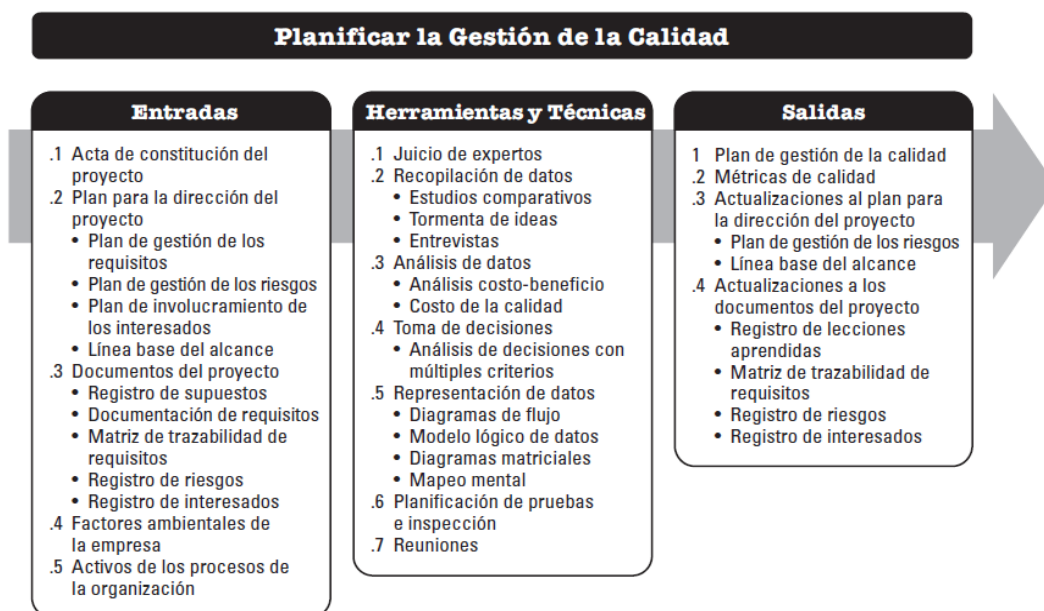 Planificar la Gestión de la Calidad
Entradas
.1 Acta de constitución del
proyecto
.2 Plan para la dirección del
proyecto
• Plan de gestión de los
requisitos
• Plan de gestión de los riesgos
• Plan de involucramiento de
los interesados
• Línea base del alcance
.3 Documentos del proyecto
• Registro de supuestos
• Documentación de requisitos
• Matriz de trazabilidad de
requisitos
• Registro de riesgos
• Registro de interesados
.4 Factores ambientales de
la empresa
.5 Activos de los procesos de
la organización
Herramientas y Técnicas
.1 Juicio de expertos
.2 Recopilación de datos
• Estudios comparativos
• Tormenta de ideas
• Entrevistas
.3 Análisis de datos
• Análisis costo-beneficio
• Costo de la calidad
.4 Toma de decisiones
• Análisis de decisiones con
múltiples criterios
.5 Representación de datos
• Diagramas de flujo
• Modelo lógico de datos
• Diagramas matriciales
• Mapeo mental
.6 Planificación de pruebas
e inspección
.7 Reuniones
Salidas
1 Plan de gestión de la calidad
.2 Métricas de calidad
.3 Actualizaciones al plan para
la dirección del proyecto
• Plan de gestión de los riesgos
• Línea base del alcance
.4 Actualizaciones a los
documentos del proyecto
• Registro de lecciones
aprendidas
• Matriz de trazabilidad de
requisitos
• Registro de riesgos
• Registro de interesados